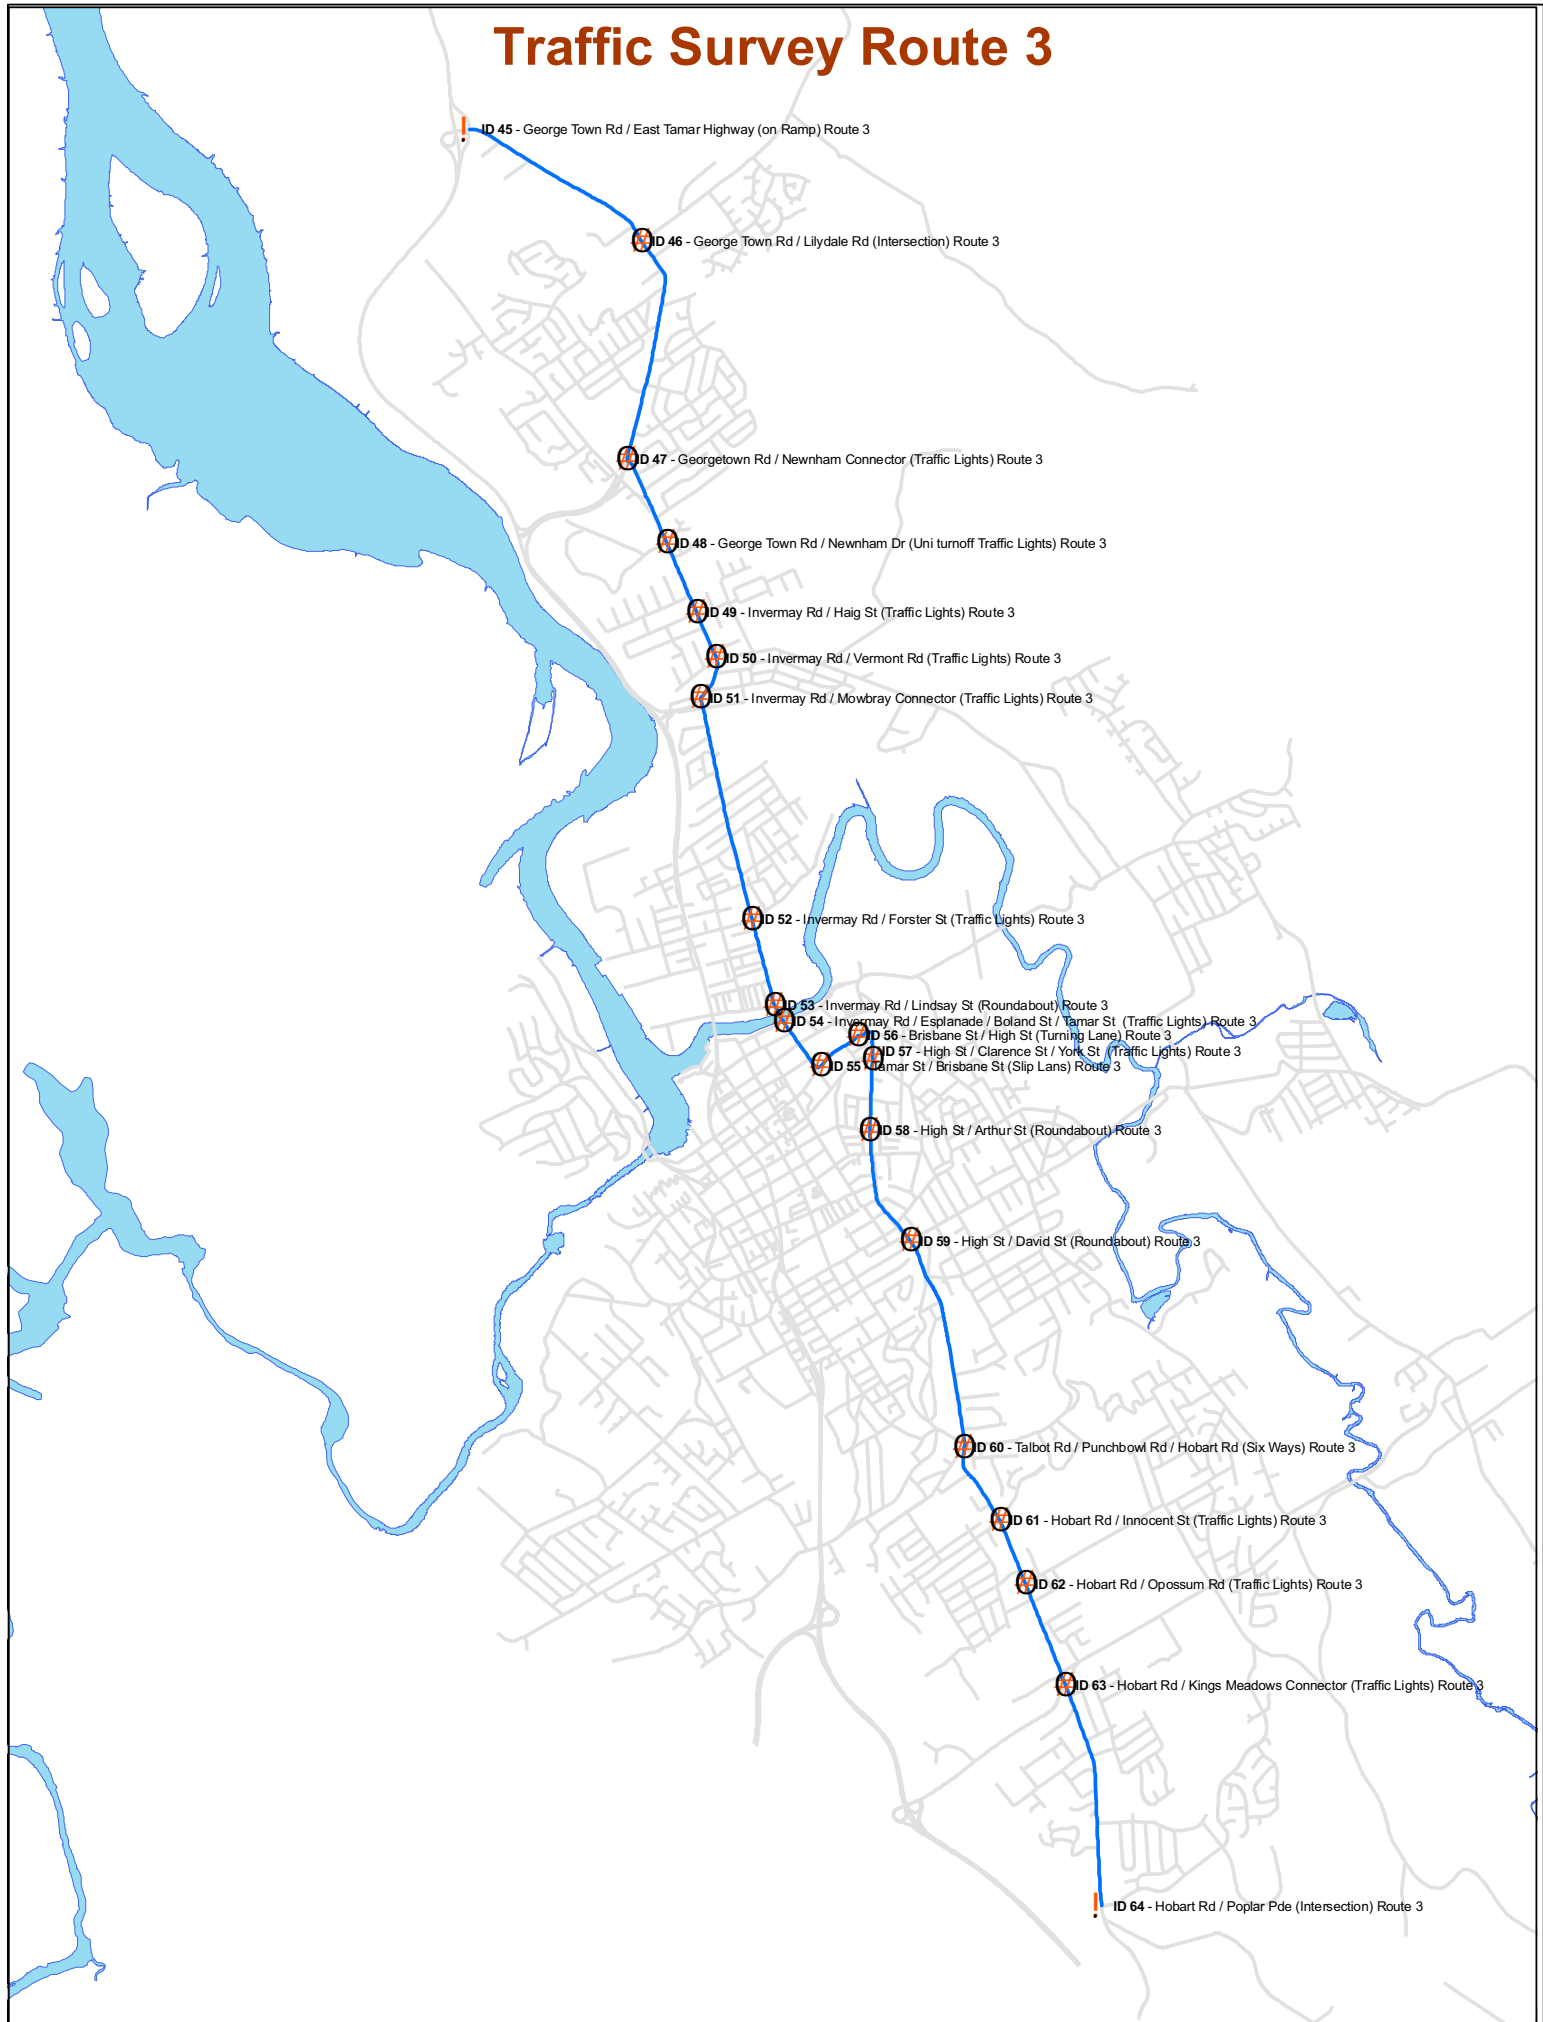 Traffic Survey Route 3
ID 45 - George Town Rd / East Tamar Highway (on Ramp) Route 3
ID 46 - George Town Rd / Lilydale Rd (Intersection) Route 3
ID 47 - Georgetown Rd / Newnham Connector (Traffic Lights) Route 3
ID 48 - George Town Rd / Newnham Dr (Uni turnoff Traffic Lights) Route 3
ID 49 - Invermay Rd / Haig St (Traffic Lights) Route 3
ID 50 - Invermay Rd / Vermont Rd (Traffic Lights) Route 3
ID 51 - Invermay Rd / Mowbray Connector (Traffic Lights) Route 3
ID 52 - Invermay Rd / Forster St (Traffic Lights) Route 3
ID 53 - Invermay Rd / Lindsay St (Roundabout) Route 3
ID 54 - Invermay Rd / Esplanade / Boland St / Tamar St (Traffic Lights) Route 3
ID 56 - Brisbane St / High St (Turning Lane) Route 3
ID 57 - High St / Clarence St / York St (Traffic Lights) Route 3
ID 55 - Tamar St / Brisbane St (Slip Lans) Route 3
ID 58 - High St / Arthur St (Roundabout) Route 3
ID 59 - High St / David St (Roundabout) Route 3
ID 60 - Talbot Rd / Punchbowl Rd / Hobart Rd (Six Ways) Route 3
ID 61 - Hobart Rd / Innocent St (Traffic Lights) Route 3
ID 62 - Hobart Rd / Opossum Rd (Traffic Lights) Route 3
ID 63 - Hobart Rd / Kings Meadows Connector (Traffic Lights) Route 3
ID 64 - Hobart Rd / Poplar Pde (Intersection) Route 3